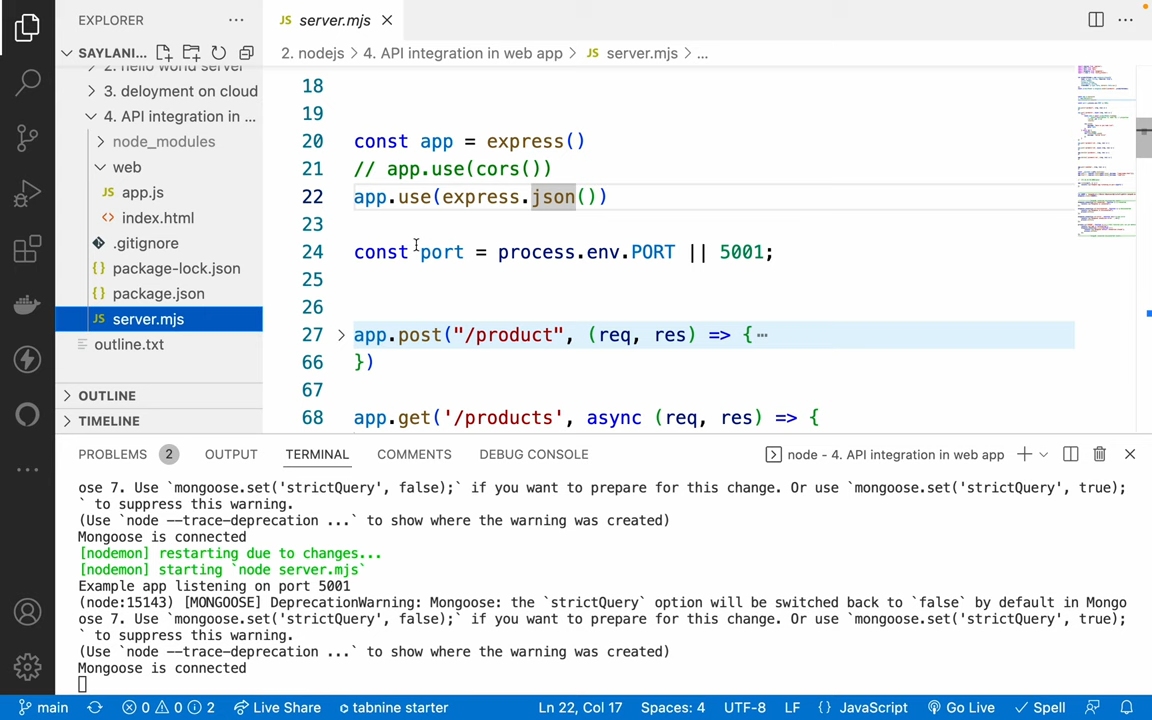 EXPLORER
server.mjs
SAYLANI...
2. nodejs > 4. API integration in web app > JS server.mjs > ...
2. hello world server
3. deloyment on cloud
4. API integration in ...
node_modules
web
JS app.js
<> index.html
.gitignore
{} package-lock.json
{} package.json
JS server.mjs
outline.txt
OUTLINE
TIMELINE
JS server.mjs
18
19
20 const app = express()
21 // app.use(cors())
22 app.use(express.json())
23
24 const port = process.env.PORT || 5001;
25
26
27 > app.post("/product", (req, res) => {⋯
66 })
67
68 app.get('/products', async (req, res) => {
PROBLEMS 2 OUTPUT TERMINAL COMMENTS DEBUG CONSOLE node - 4. API integration in web app
ose 7. Use `mongoose.set('strictQuery', false);` if you want to prepare for this change. Or use `mongoose.set('strictQuery', true);
` to suppress this warning.
(Use `node --trace-deprecation ...` to show where the warning was created)
Mongoose is connected
[nodemon] restarting due to changes...
[nodemon] starting `node server.mjs`
Example app listening on port 5001
(node:15143) [MONGOOSE] DeprecationWarning: Mongoose: the `strictQuery` option will be switched back to `false` by default in Mongo
ose 7. Use `mongoose.set('strictQuery', false);` if you want to prepare for this change. Or use `mongoose.set('strictQuery', true);
` to suppress this warning.
(Use `node --trace-deprecation ...` to show where the warning was created)
Mongoose is connected
main 0 0 2 Live Share tabnine starter Ln 22, Col 17 Spaces: 4 UTF-8 LF {} JavaScript Go Live Spell